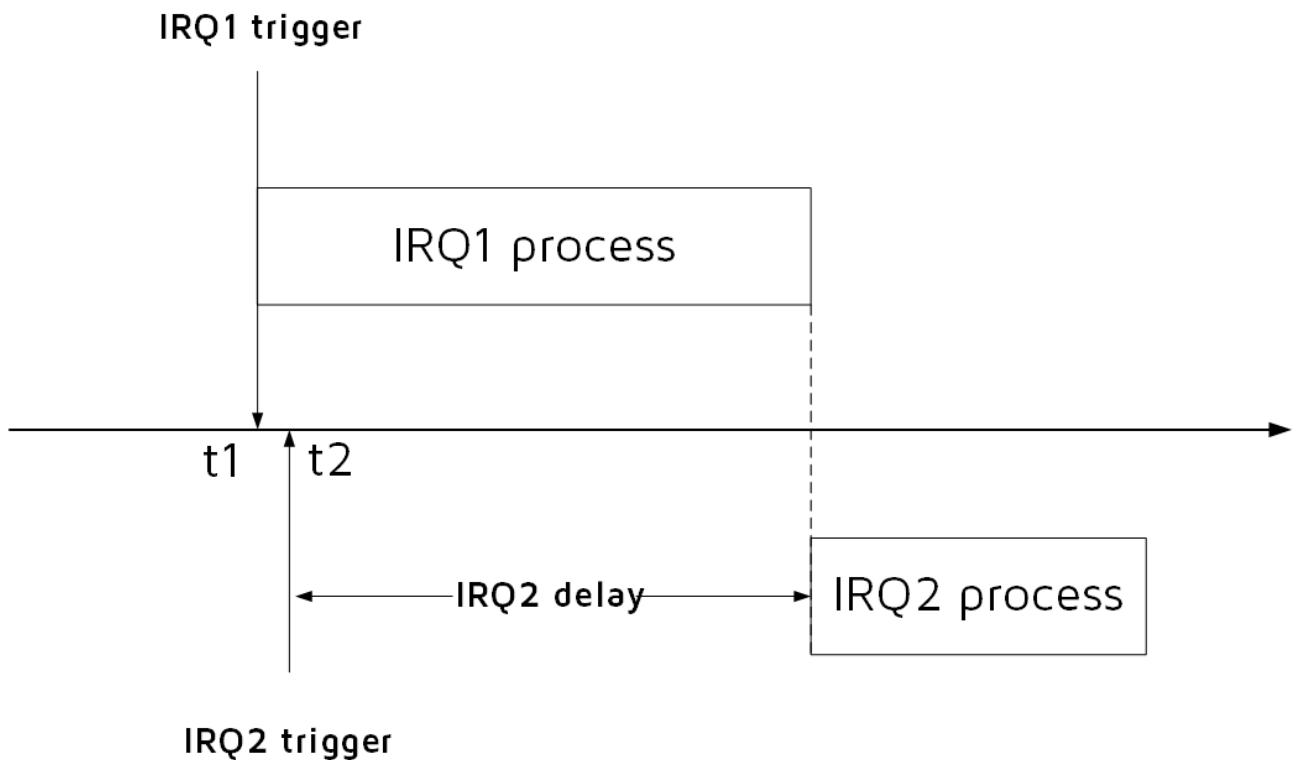 IRQ1 trigger
IRQ1 process
t1
t2
IRQ2 delay
IRQ2 process
IRQ2 trigger